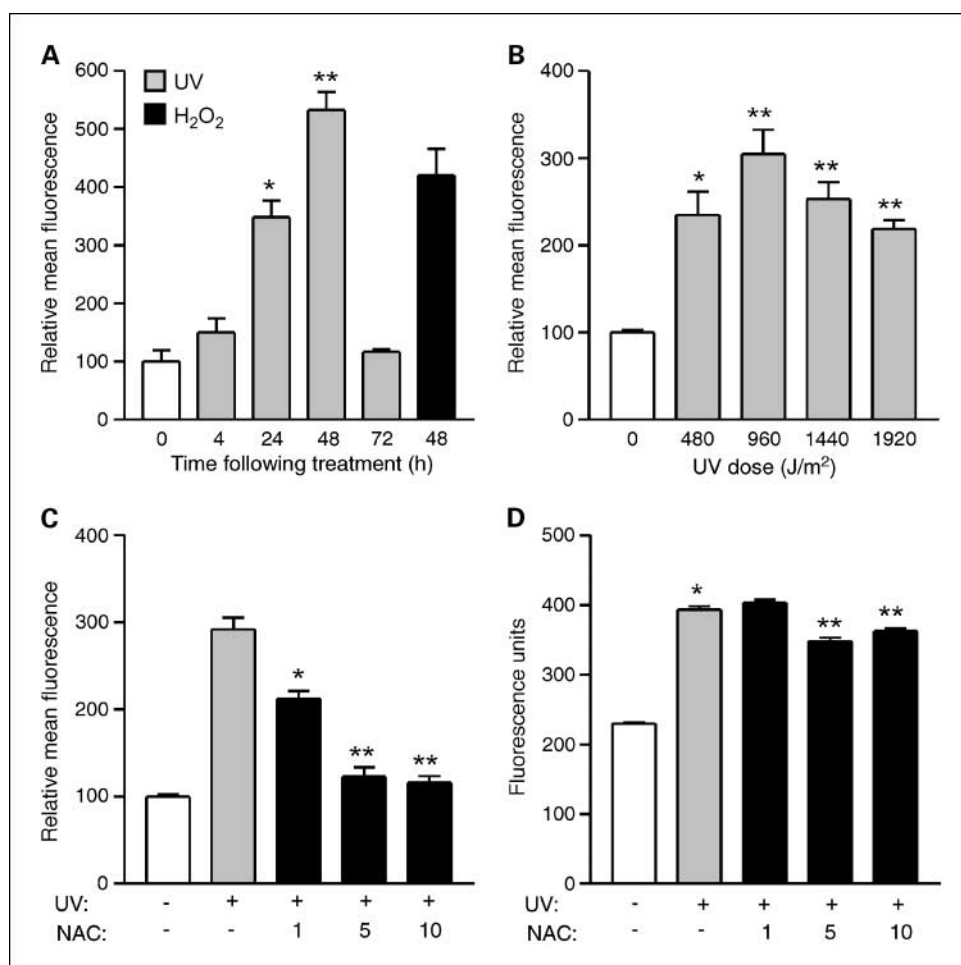 A
600
500
400
300
200
100
0
Relative mean fluorescence
UV
H₂O₂
*
**
0 4 24 48 72 48
Time following treatment (h)
B
400
300
200
100
0
Relative mean fluorescence
*
**
**
**
0 480 960 1440 1920
UV dose (J/m²)
C
400
300
200
100
0
Relative mean fluorescence
*
**
**
UV: - + + + +
NAC: - - 1 5 10
D
500
400
300
200
100
0
Fluorescence units
*
**
**
- + + + +
- - 1 5 10